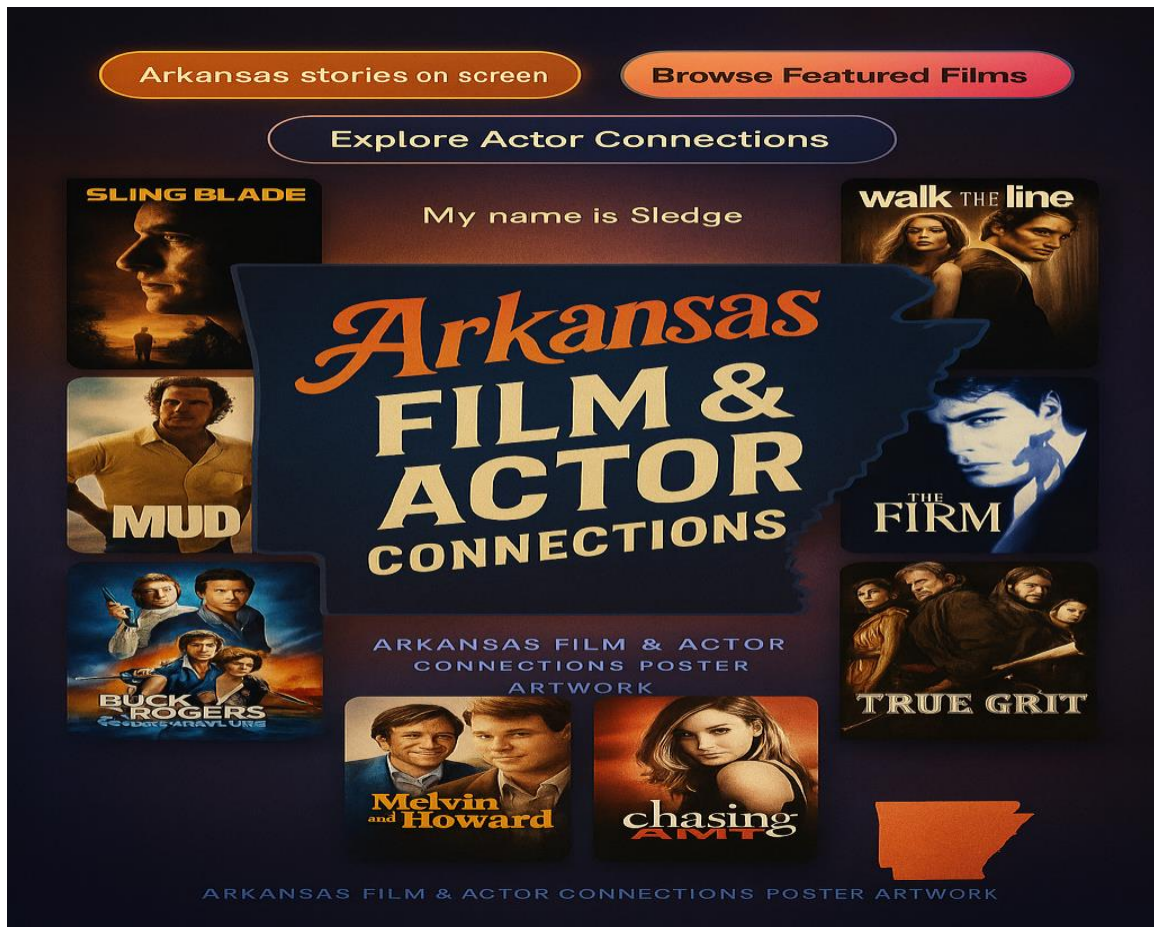 Arkansas stories on screen
Browse Featured Films
Explore Actor Connections
SLING BLADE
My name is Sledge
walk THE line
Arkansas
FILM &
ACTOR
CONNECTIONS
MUD
THE
FIRM
ARKANSAS FILM & ACTOR
CONNECTIONS POSTER
ARTWORK
BUCK
ROGERS
TRUE GRIT
Melvin
and Howard
chasing
AMT
ARKANSAS FILM & ACTOR CONNECTIONS POSTER ARTWORK